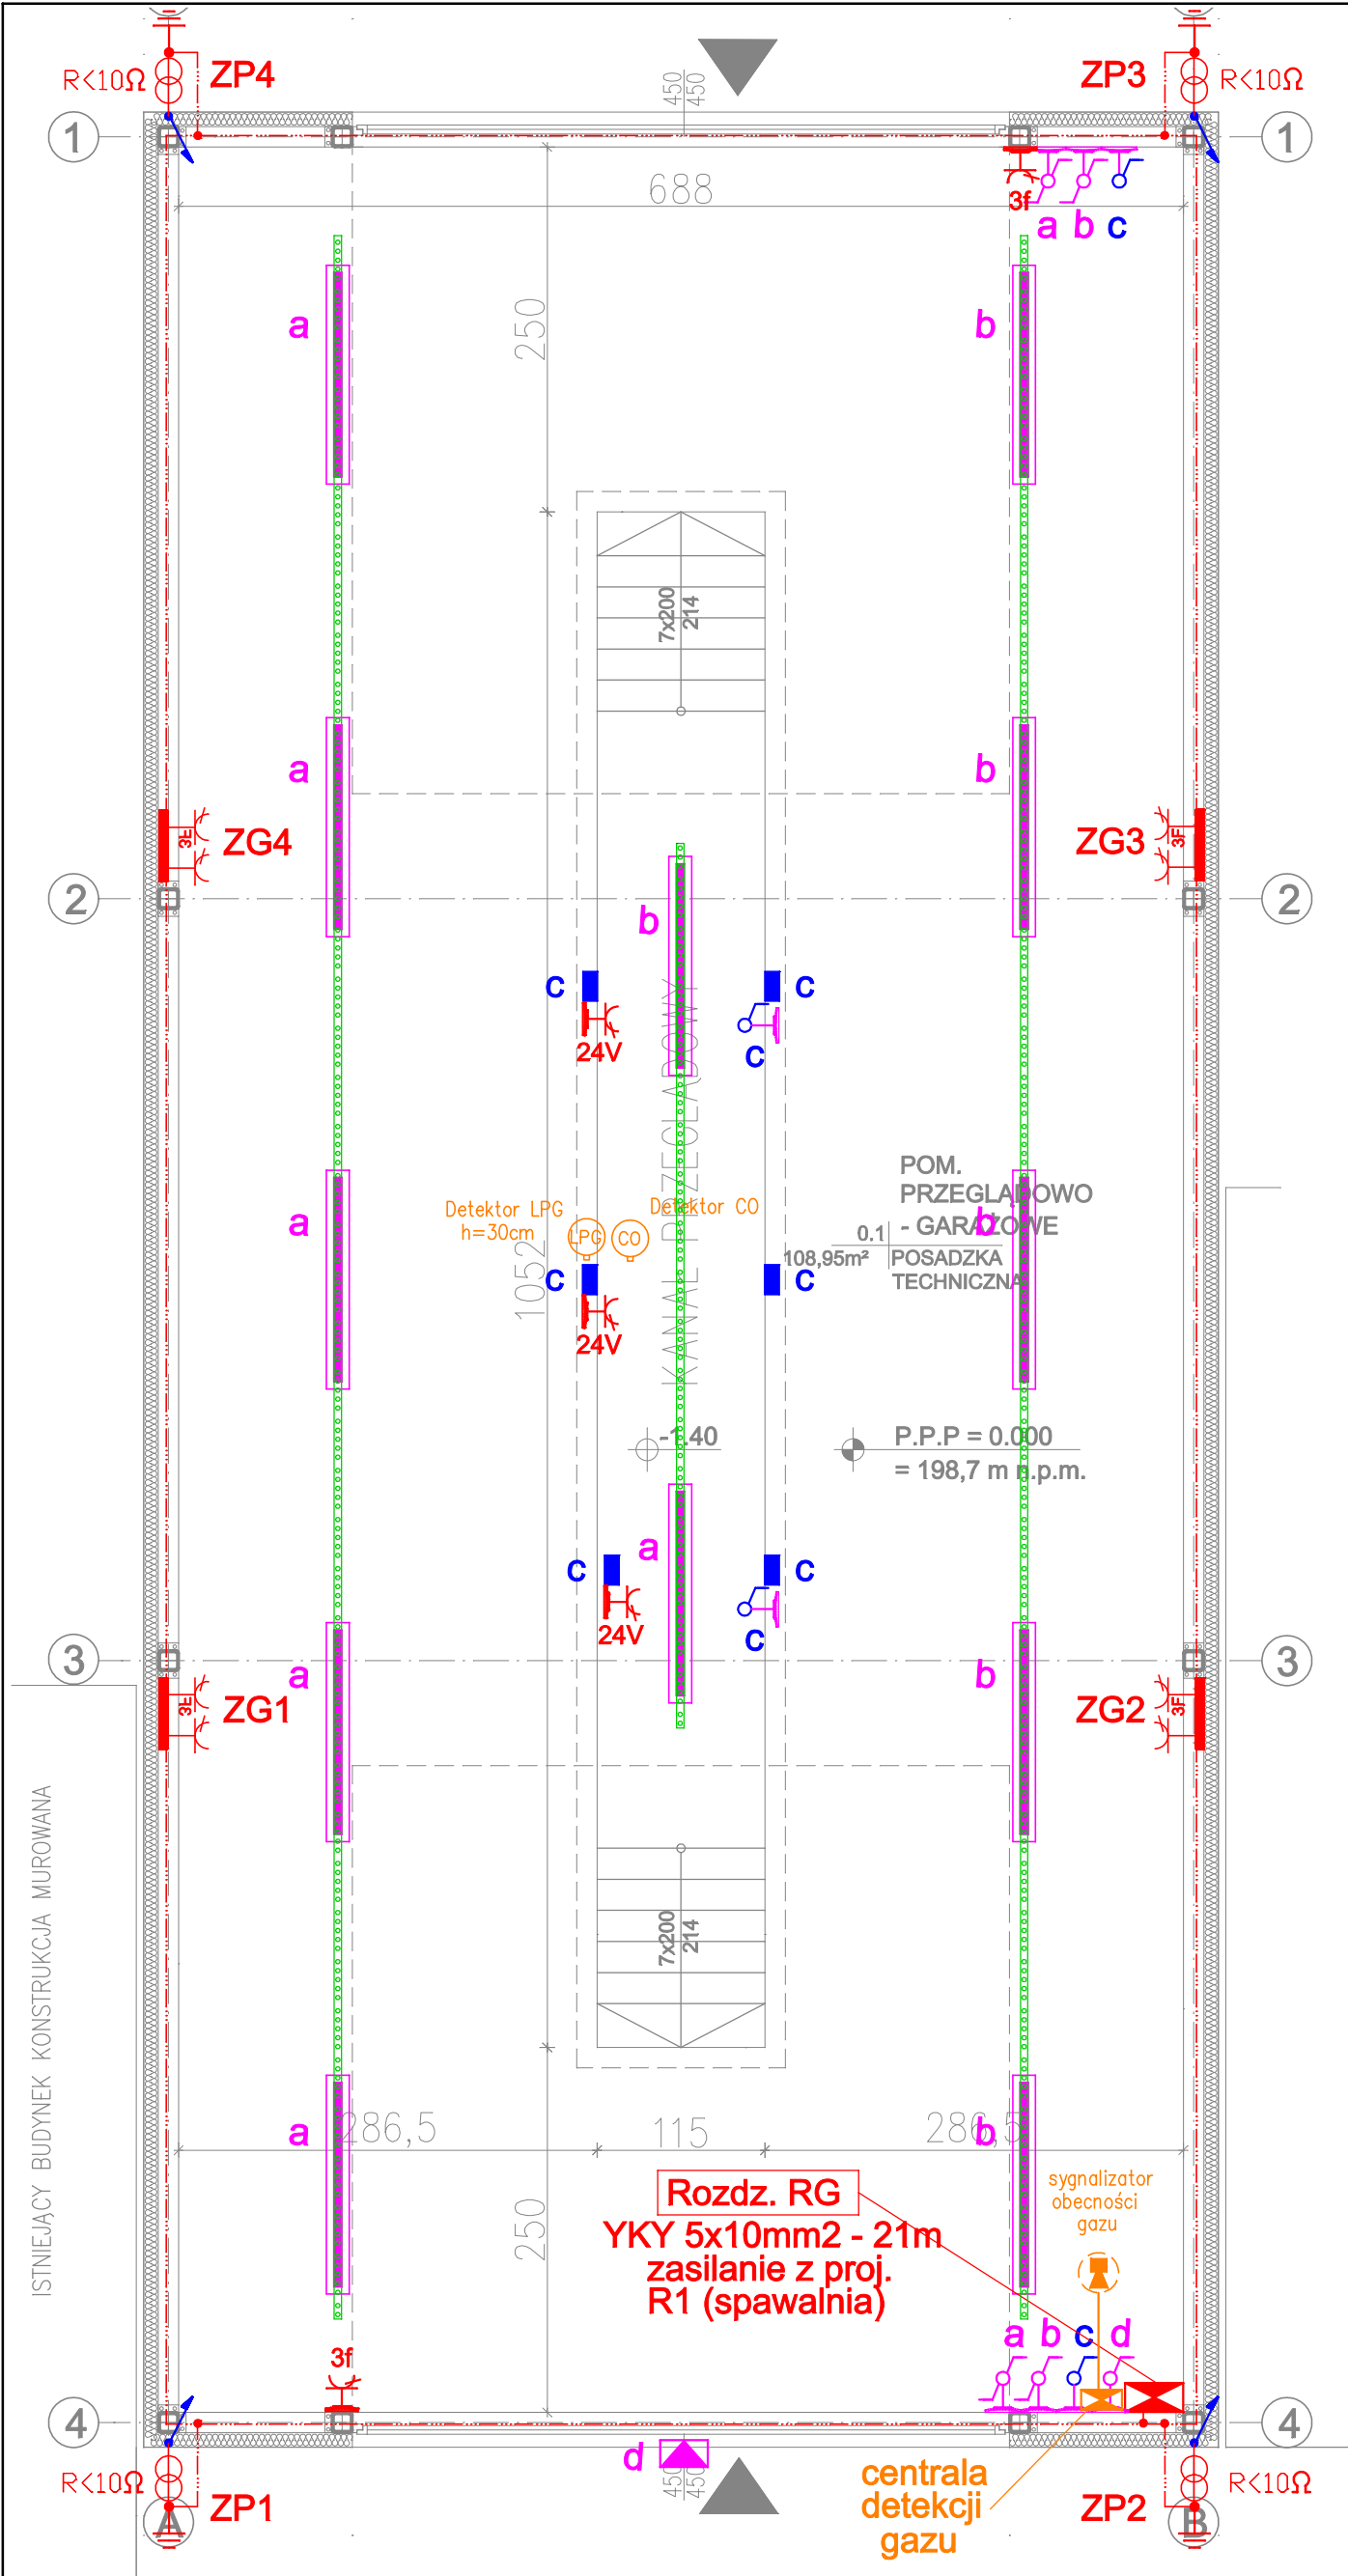 R<10Ω
ZP4
450
450
ZP3
R<10Ω
1
1
688
3f
a b c
a
250
b
7x200
214
a
b
3F
ZG4
ZG3
3F
2
2
b
c
c
24V
c
KANAŁ PRZEGLĄDOWY
Detektor LPG
h=30cm
LPG
CO
Detektor CO
POM.
PRZEGLĄDOWO
- GARAŻOWE
0.1
108,95m²
POSADZKA
TECHNICZNA
a
b
1052
c
c
24V
-1.40
P.P.P = 0.000
= 198,7 m n.p.m.
a
c
c
24V
c
3
3
a
b
3F
ZG1
ZG2
3F
ISTNIEJĄCY BUDYNEK KONSTRUKCJA MUROWANA
7x200
214
a
286,5
115
286,5
b
250
Rozdz. RG
YKY 5x10mm2 - 21m
zasilanie z proj.
R1 (spawalnia)
sygnalizator
obecności
gazu
3f
a b c d
4
4
d
450
450
R<10Ω
ZP1
A
centrala
detekcji
gazu
ZP2
B
R<10Ω